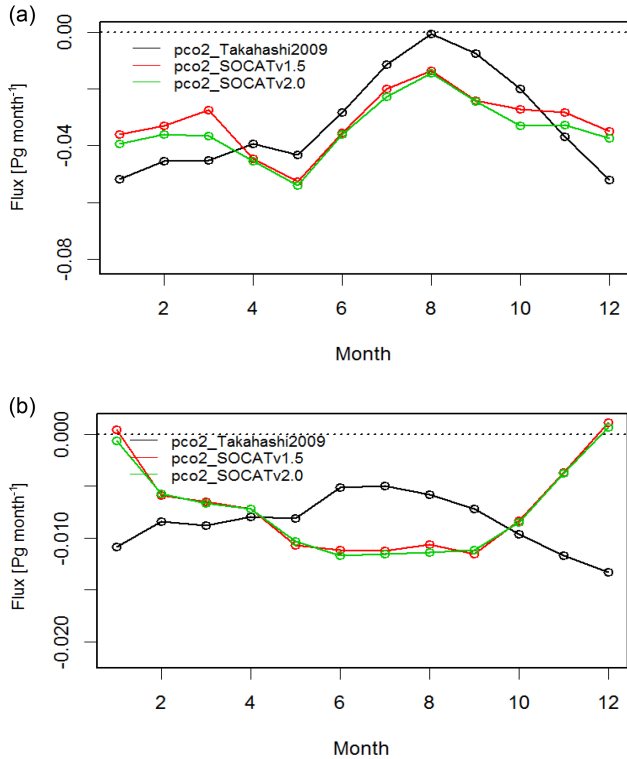 (a)
0.00
-0.04
-0.08
Flux [Pg month⁻¹]
pco2_Takahashi2009
pco2_SOCATv1.5
pco2_SOCATv2.0
2 4 6 8 10 12
Month
(b)
0.000
-0.010
-0.020
Flux [Pg month⁻¹]
pco2_Takahashi2009
pco2_SOCATv1.5
pco2_SOCATv2.0
2 4 6 8 10 12
Month